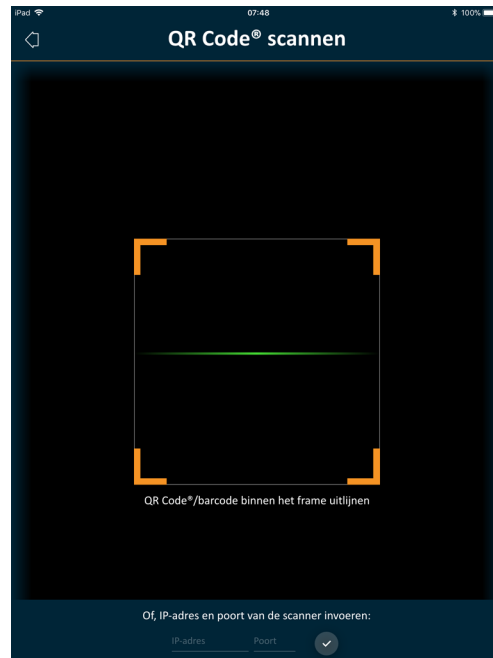 iPad 07:48 100%
QR Code® scannen
QR Code®/barcode binnen het frame uitlijnen
Of, IP-adres en poort van de scanner invoeren:
IP-adres Poort